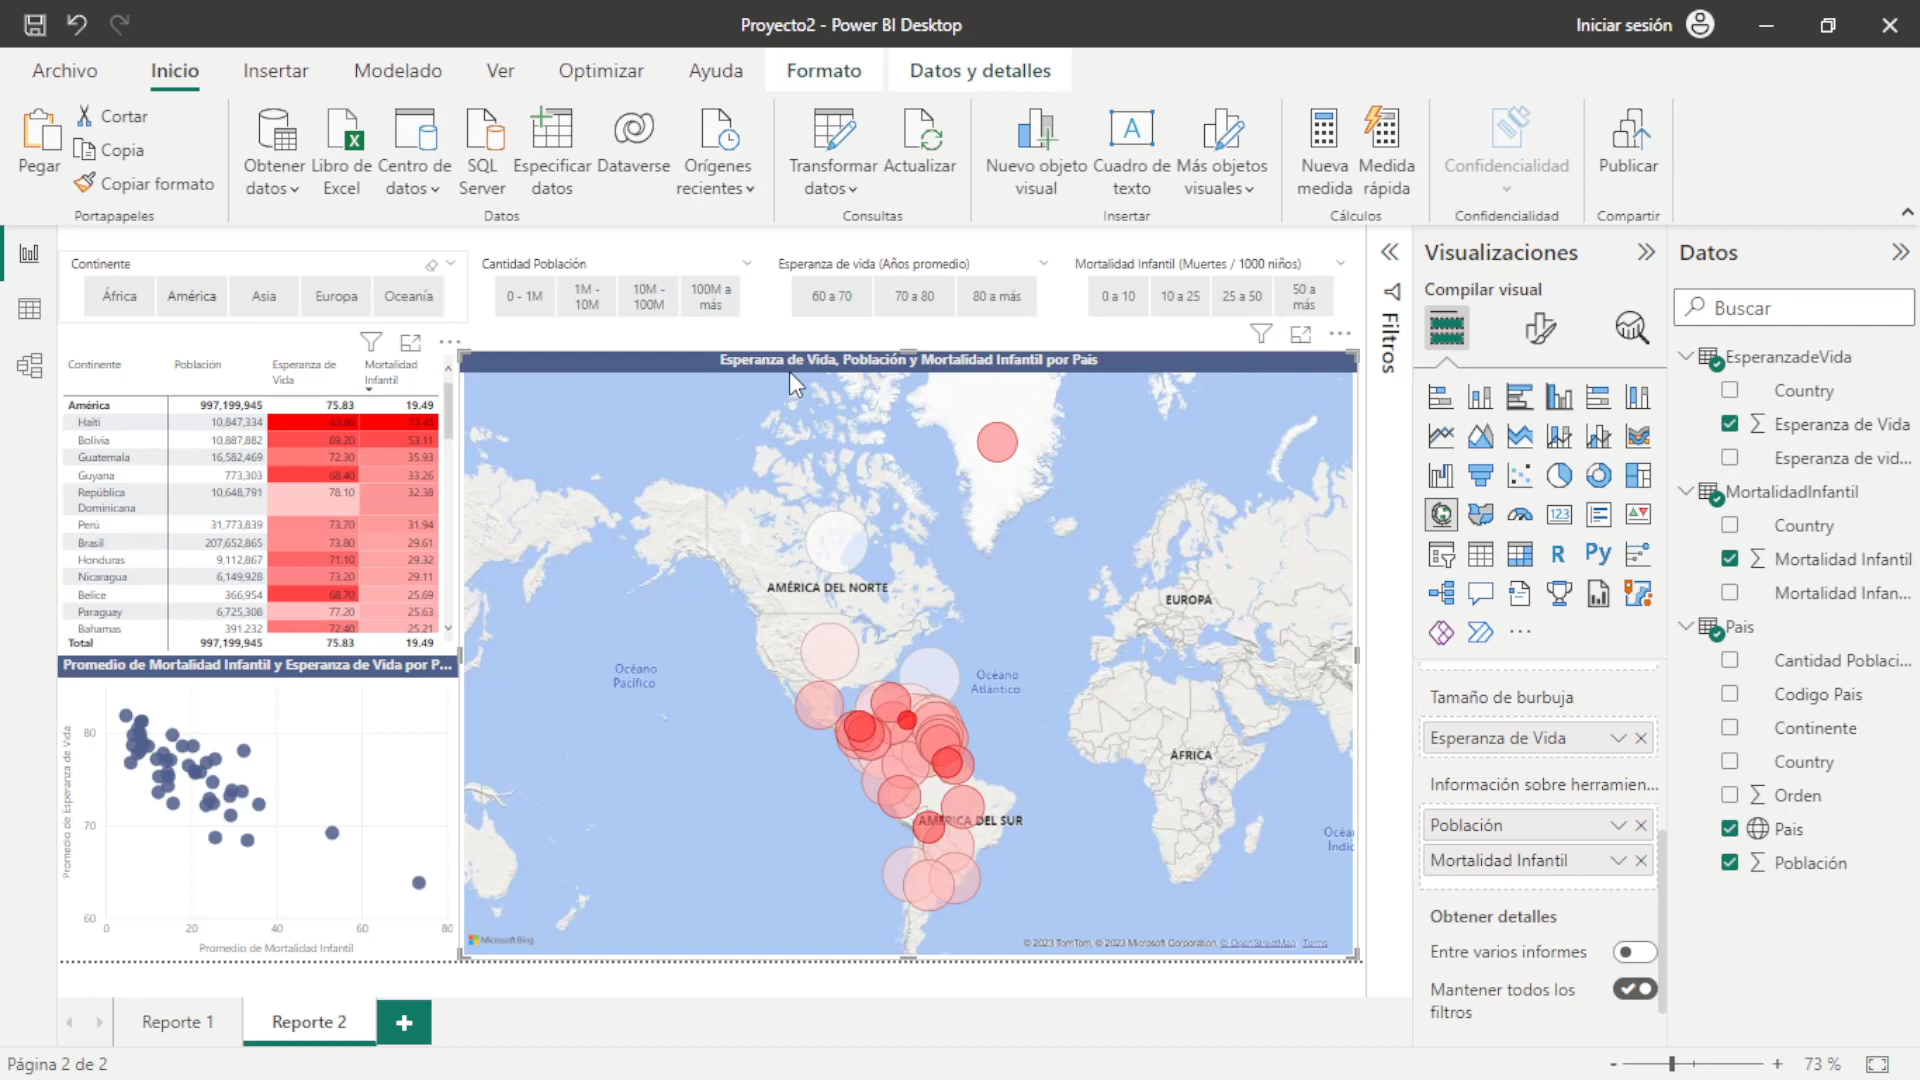 Proyecto2 - Power BI Desktop
Iniciar sesión
Archivo
Inicio
Insertar
Modelado
Ver
Optimizar
Ayuda
Formato
Datos y detalles
Pegar
Cortar
Copia
Copiar formato
Portapapeles
Obtener datos
Libro de Excel
Centro de datos
SQL Server
Especificar datos
Dataverse
Orígenes recientes
Datos
Transformar datos
Actualizar
Consultas
Nuevo objeto visual
Cuadro de texto
Más objetos visuales
Insertar
Nueva medida
Medida rápida
Cálculos
Confidencialidad
Confidencialidad
Publicar
Compartir
Continente
África
América
Asia
Europa
Oceanía
Cantidad Población
0 - 1M
1M - 10M
10M - 100M
100M a más
Esperanza de vida (Años promedio)
60 a 70
70 a 80
80 a más
Mortalidad Infantil (Muertes / 1000 niños)
0 a 10
10 a 25
25 a 50
50 a más
Continente Población Esperanza de Vida Mortalidad Infantil
América 997,199,945 75.83 19.49
Haití 10,847,334
Bolivia 10,887,882 69.20 53.11
Guatemala 16,582,469 72.30 35.93
Guyana 773,303 68.40 33.26
República Dominicana 10,648,791 78.10 32.38
Perú 31,773,839 73.70 31.94
Brasil 207,652,865 73.80 29.61
Honduras 9,112,867 71.10 29.32
Nicaragua 6,149,928 73.20 29.11
Belice 366,954 68.70 25.69
Paraguay 6,725,308 77.20 25.63
Bahamas 391,232 72.40 25.21
Total 997,199,945 75.83 19.49
Promedio de Mortalidad Infantil y Esperanza de Vida por P...
Promedio de Esperanza de Vida
80
70
60
0 20 40 60 80
Promedio de Mortalidad Infantil
Esperanza de Vida, Población y Mortalidad Infantil por Pais
AMÉRICA DEL NORTE
EUROPA
Océano Pacífico
Océano Atlántico
ÁFRICA
AMÉRICA DEL SUR
Océa
Índic
Microsoft Bing
© 2023 TomTom, © 2023 Microsoft Corporation, © OpenStreetMap Terms
Filtros
Visualizaciones
Compilar visual
123
R
Py
Tamaño de burbuja
Esperanza de Vida
Información sobre herramien...
Población
Mortalidad Infantil
Obtener detalles
Entre varios informes
Mantener todos los filtros
Datos
Buscar
EsperanzadeVida
Country
Esperanza de Vida
Esperanza de vid...
MortalidadInfantil
Country
Mortalidad Infantil
Mortalidad Infan...
Pais
Cantidad Poblaci...
Codigo Pais
Continente
Country
Orden
Pais
Población
Reporte 1
Reporte 2
Página 2 de 2
73 %